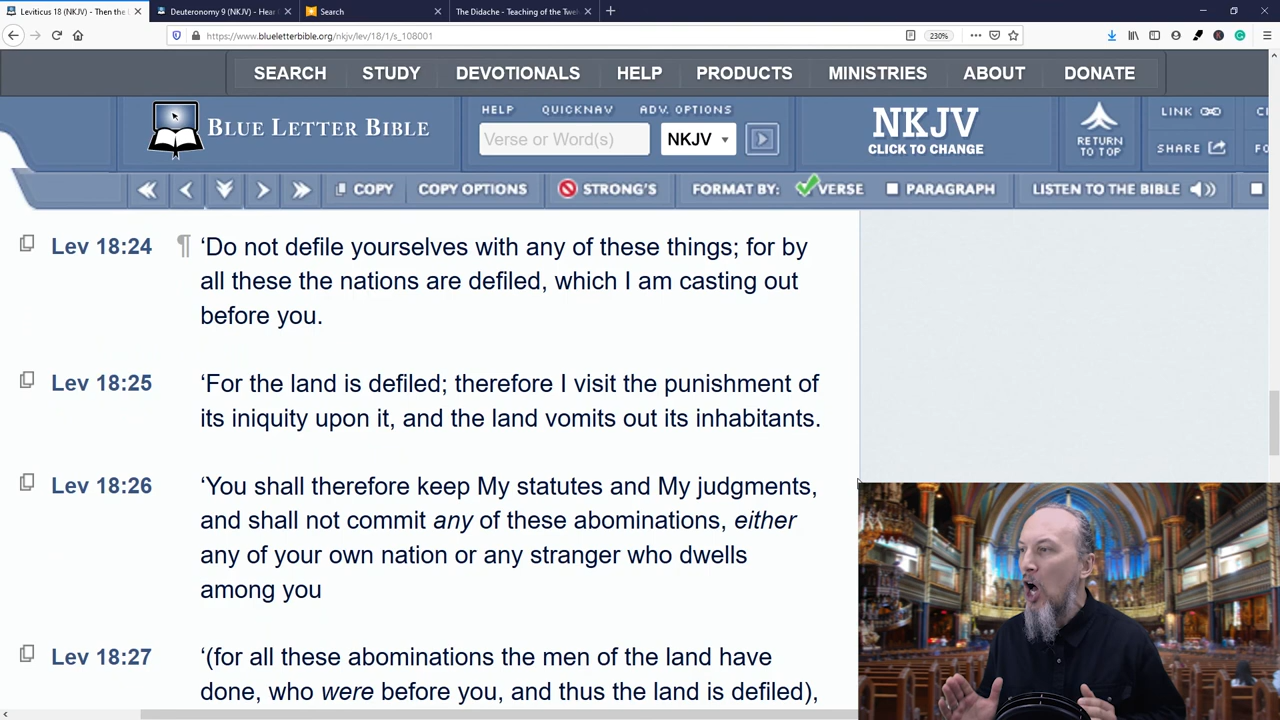 Leviticus 18 (NKJV) - Then the L
Deuteronomy 9 (NKJV) - Hear
Search
The Didache - Teaching of the Twel
https://www.blueletterbible.org/nkjv/lev/18/1/s_108001
230%
SEARCH STUDY DEVOTIONALS HELP PRODUCTS MINISTRIES ABOUT DONATE
BLUE LETTER BIBLE
HELP QUICKNAV ADV. OPTIONS
Verse or Word(s) NKJV
NKJV
CLICK TO CHANGE
RETURN
TO TOP
LINK
SHARE
COPY COPY OPTIONS STRONG'S FORMAT BY: VERSE PARAGRAPH LISTEN TO THE BIBLE
Lev 18:24 ¶ ‘Do not defile yourselves with any of these things; for by
all these the nations are defiled, which I am casting out
before you.
Lev 18:25 ‘For the land is defiled; therefore I visit the punishment of
its iniquity upon it, and the land vomits out its inhabitants.
Lev 18:26 ‘You shall therefore keep My statutes and My judgments,
and shall not commit any of these abominations, either
any of your own nation or any stranger who dwells
among you
Lev 18:27 ‘(for all these abominations the men of the land have
done, who were before you, and thus the land is defiled),